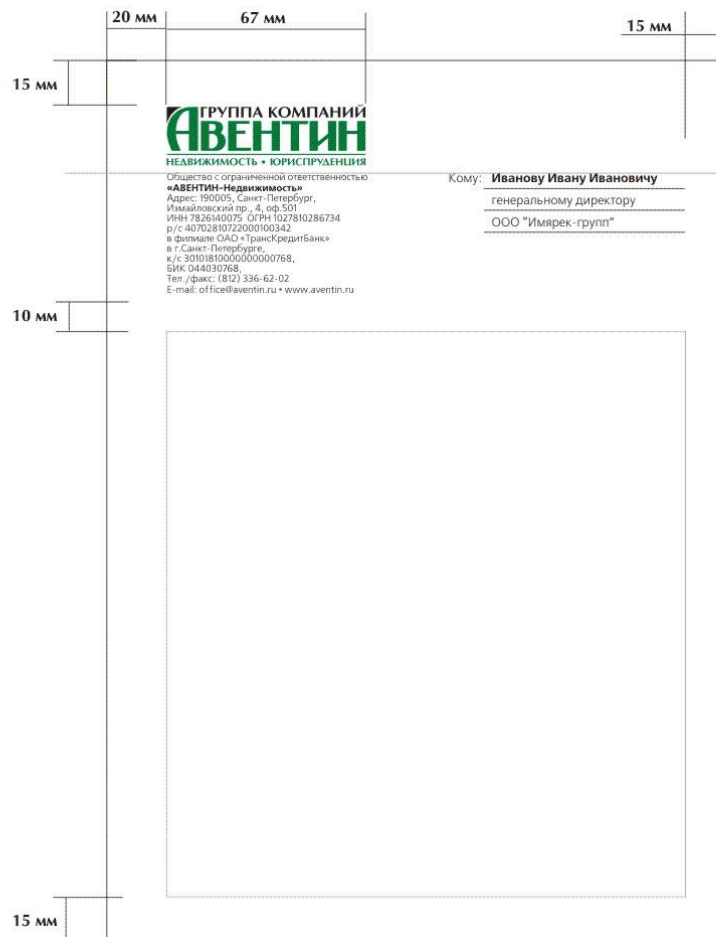 20 мм
67 мм
15 мм
15 мм
ГРУППА КОМПАНИЙ
АВЕНТИН
НЕДВИЖИМОСТЬ • ЮРИСПРУДЕНЦИЯ
Общество с ограниченной ответственностью
«АВЕНТИН-Недвижимость»
Адрес: 190005, Санкт-Петербург,
Измайловский пр., 4, оф.501
ИНН 7826140075 ОГРН 1027810286734
р/с 40702810722000100342
в филиале ОАО «ТрансКредитБанк»
в г.Санкт-Петербурге,
к/с 30101810000000000768,
БИК 044030768,
Тел./факс: (812) 336-62-02
E-mail: office@aventin.ru • www.aventin.ru
Кому: Иванову Ивану Ивановичу
генеральному директору
ООО "Имярек-групп"
10 мм
15 мм